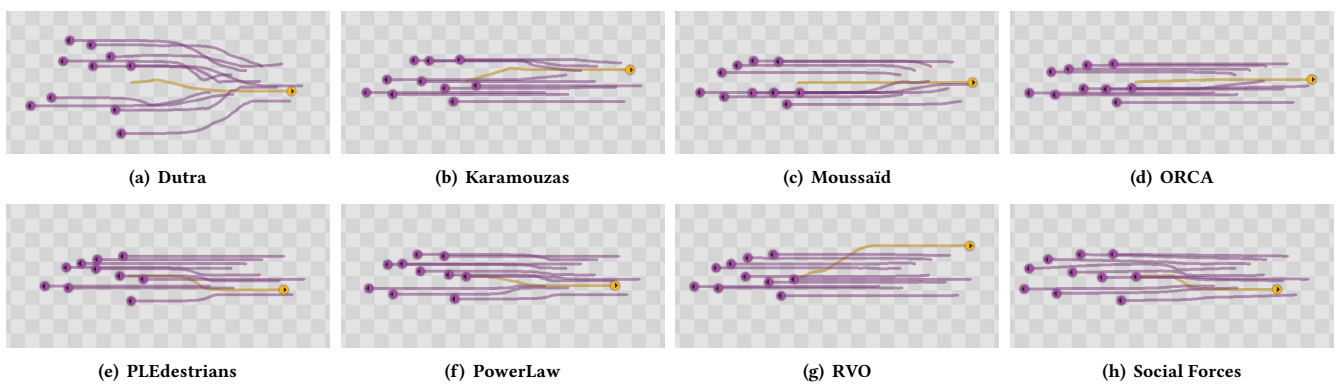 (a) Dutra
(b) Karamouzas
(c) Moussaïd
(d) ORCA
(e) PLEdestrians
(f) PowerLaw
(g) RVO
(h) Social Forces